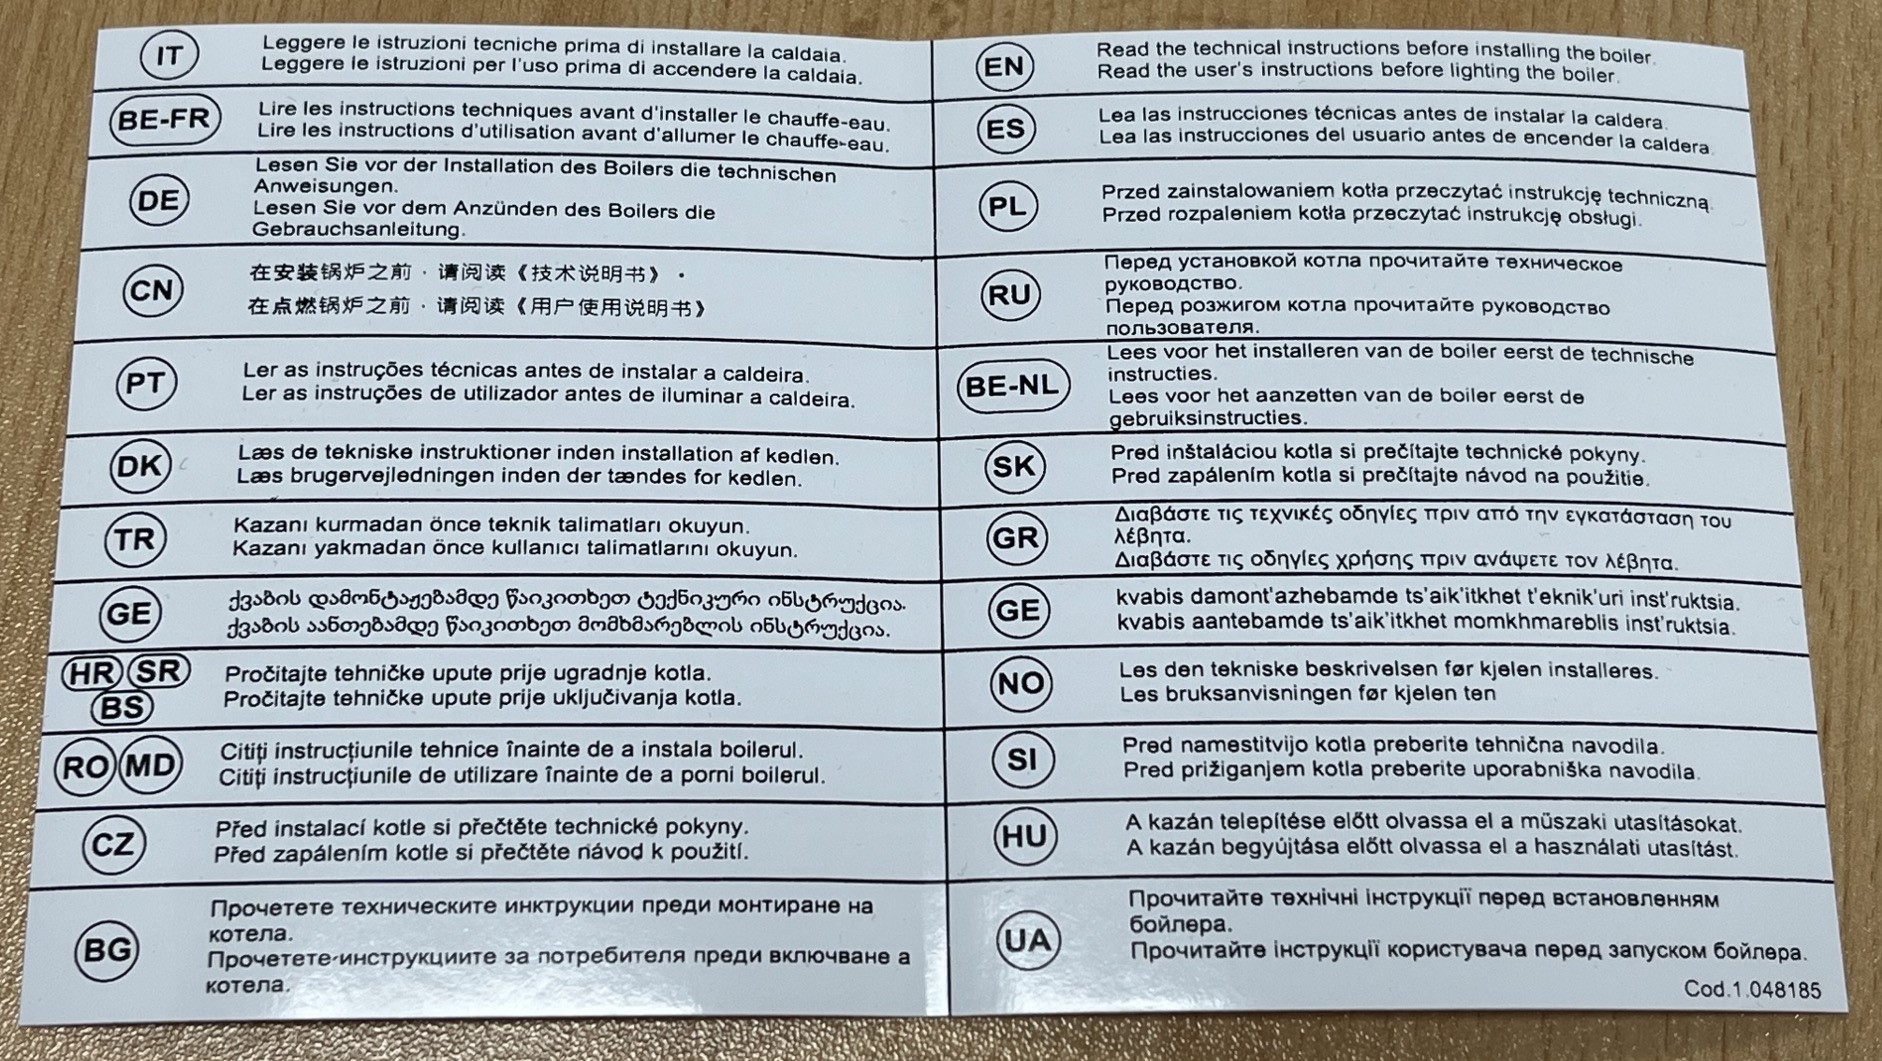 IT
Leggere le istruzioni tecniche prima di installare la caldaia.
Leggere le istruzioni per l'uso prima di accendere la caldaia.
EN
Read the technical instructions before installing the boiler.
Read the user's instructions before lighting the boiler.
BE-FR
Lire les instructions techniques avant d'installer le chauffe-eau.
Lire les instructions d'utilisation avant d'allumer le chauffe-eau.
ES
Lea las instrucciones técnicas antes de instalar la caldera.
Lea las instrucciones del usuario antes de encender la caldera.
DE
Lesen Sie vor der Installation des Boilers die technischen
Anweisungen.
Lesen Sie vor dem Anzünden des Boilers die
Gebrauchsanleitung.
PL
Przed zainstalowaniem kotła przeczytać instrukcję techniczną.
Przed rozpaleniem kotła przeczytać instrukcję obsługi.
CN
在安装锅炉之前，请阅读《技术说明书》。
在点燃锅炉之前，请阅读《用户使用说明书》
RU
Перед установкой котла прочитайте техническое
руководство.
Перед розжигом котла прочитайте руководство
пользователя.
PT
Ler as instruções técnicas antes de instalar a caldeira.
Ler as instruções de utilizador antes de iluminar a caldeira.
BE-NL
Lees voor het installeren van de boiler eerst de technische
instructies.
Lees voor het aanzetten van de boiler eerst de
gebruiksinstructies.
DK
Læs de tekniske instruktioner inden installation af kedlen.
Læs brugervejledningen inden der tændes for kedlen.
SK
Pred inštaláciou kotla si prečítajte technické pokyny.
Pred zapálením kotla si prečítajte návod na použitie.
TR
Kazanı kurmadan önce teknik talimatları okuyun.
Kazanı yakmadan önce kullanıcı talimatlarını okuyun.
GR
Διαβάστε τις τεχνικές οδηγίες πριν από την εγκατάσταση του
λέβητα.
Διαβάστε τις οδηγίες χρήσης πριν ανάψετε τον λέβητα.
GE
ქვაბის დამონტაჟებამდე წაიკითხეთ ტექნიკური ინსტრუქცია.
ქვაბის აანთებამდე წაიკითხეთ მომხმარებლის ინსტრუქცია.
GE
kvabis damont'azhebamde ts'aik'itkhet t'eknik'uri inst'ruktsia.
kvabis aantebamde ts'aik'itkhet momkhmareblis inst'ruktsia.
HR SR
BS
Pročitajte tehničke upute prije ugradnje kotla.
Pročitajte tehničke upute prije uključivanja kotla.
NO
Les den tekniske beskrivelsen før kjelen installeres.
Les bruksanvisningen før kjelen ten
RO MD
Citiți instrucțiunile tehnice înainte de a instala boilerul.
Citiți instrucțiunile de utilizare înainte de a porni boilerul.
SI
Pred namestitvijo kotla preberite tehnična navodila.
Pred prižiganjem kotla preberite uporabniška navodila.
CZ
Před instalací kotle si přečtěte technické pokyny.
Před zapálením kotle si přečtěte návod k použití.
HU
A kazán telepítése előtt olvassa el a műszaki utasításokat.
A kazán begyújtása előtt olvassa el a használati utasítást.
BG
Прочетете техническите инктрукции преди монтиране на
котела.
Прочетете-инструкциите за потребителя преди включване а
котела.
UA
Прочитайте технічні інструкції перед встановленням
бойлера.
Прочитайте інструкції користувача перед запуском бойлера.
Cod.1.048185